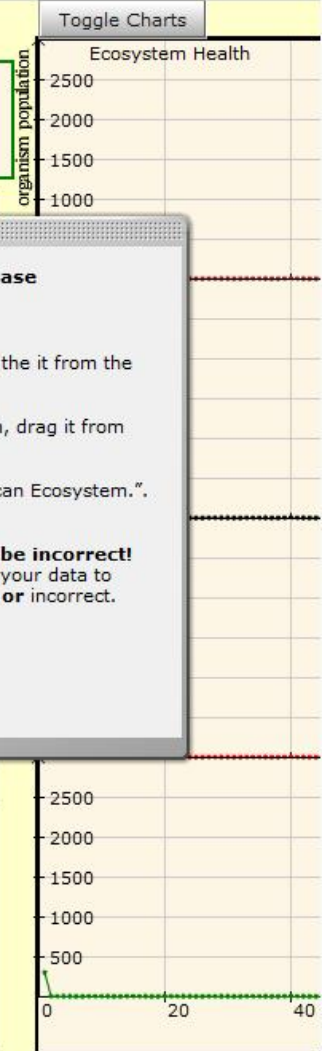 Toggle Charts
Ecosystem Health
organism population
2500
2000
1500
1000
ase
the it from the
, drag it from
can Ecosystem.”.
be incorrect!
your data to
or incorrect.
2500
2000
1500
1000
500
0 20 40